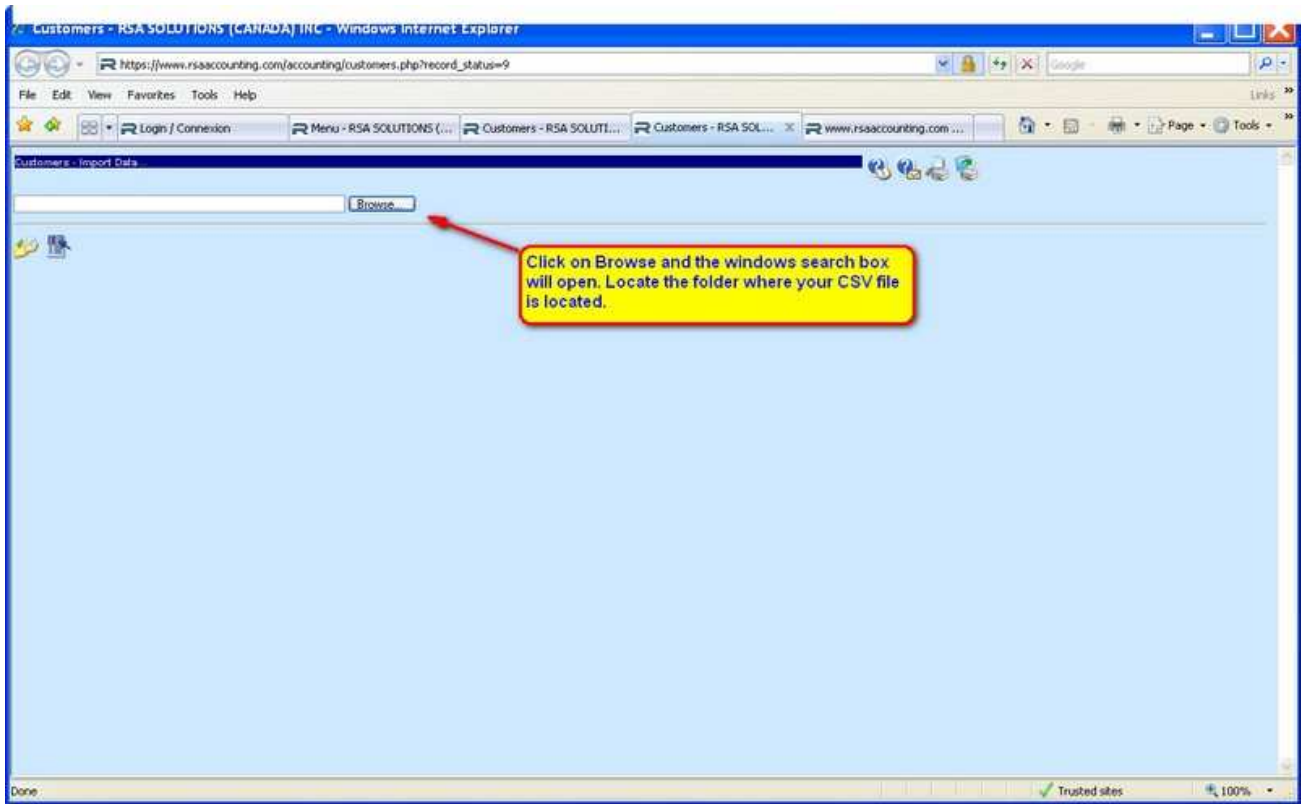 Customers - RSA SOLUTIONS (CANADA) INC - Windows Internet Explorer
https://www.rsaaccounting.com/accounting/customers.php?record_status=9
Google
File Edit View Favorites Tools Help
Links »
Login / Connexion
Menu - RSA SOLUTIONS (...
Customers - RSA SOLUTI...
Customers - RSA SOL...
www.rsaaccounting.com ...
Page
Tools
»
Customers - Import Data ...
Browse...
Click on Browse and the windows search box
will open. Locate the folder where your CSV file
is located.
Done
Trusted sites
100%